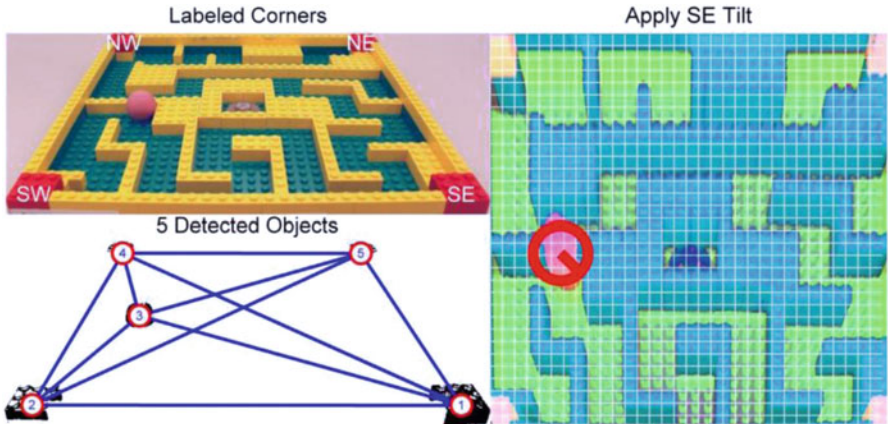 Labeled Corners
NW
NE
SW
SE
5 Detected Objects
4
5
3
2
1
Apply SE Tilt